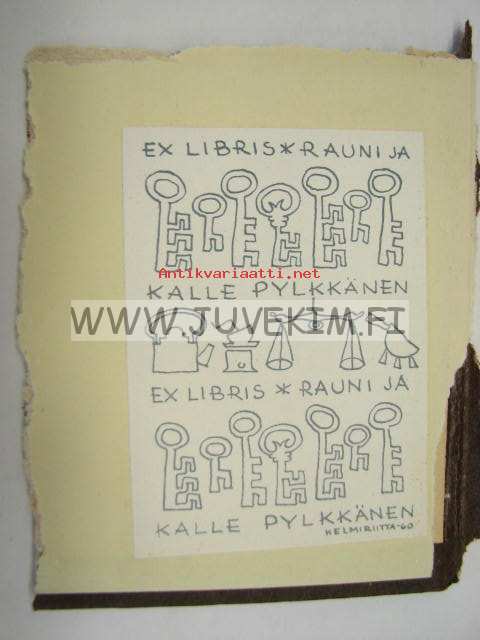 EX LIBRIS * RAUNI JA
Antikvariaatti.net
KALLE PYLKKÄNEN
WWW.JUVEKIM.FI
EX LIBRIS * RAUNI JA
KALLE PYLKKÄNEN
HELMIRIITTA-60